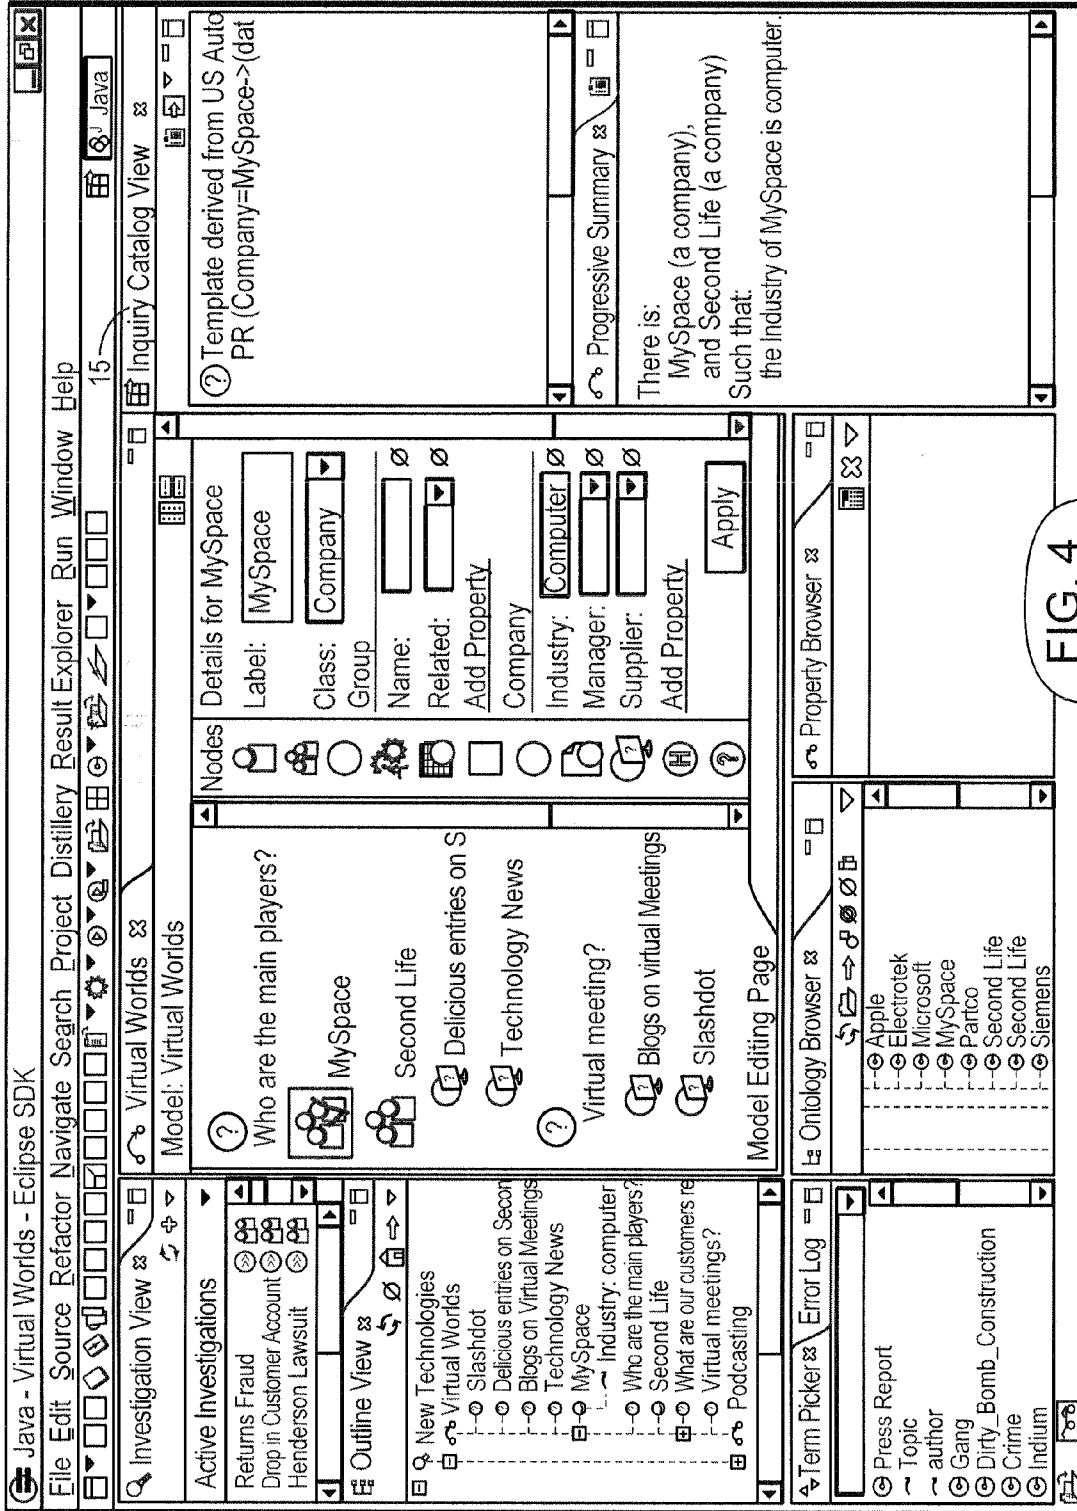 Java - Virtual Worlds - Eclipse SDK
File Edit Source Refactor Navigate Search Project Distillery Result Explorer Run Window Help
15
Java
Investigation View
Active Investigations
Returns Fraud
Drop in Customer Account
Henderson Lawsuit
Outline View
New Technologies
Virtual Worlds
Slashdot
Delicious entries on Secon
Blogs on Virtual Meetings
Technology News
MySpace
Industry: computer
Who are the main players?
Second Life
What are our customers re
Virtual meetings?
Podcasting
Term Picker Error Log
Press Report
Topic
author
Gang
Dirty_Bomb_Construction
Crime
Indium
Virtual Worlds
Model: Virtual Worlds
?
Who are the main players?
MySpace
Second Life
? Delicious entries on S
? Technology News
?
Virtual meeting?
? Blogs on virtual Meetings
? Slashdot
Model Editing Page
Nodes
?
H
?
Details for MySpace
Label: MySpace
Class: Company
Group
Name:
Related:
Add Property
Company
Industry: Computer
Manager:
Supplier:
Add Property
Apply
Ontology Browser
Apple
Electrotek
Microsoft
MySpace
Partco
Second Life
Second Life
Siemens
Property Browser
Inquiry Catalog View
? Template derived from US Auto
PR (Company=MySpace->(dat
Progressive Summary
There is:
MySpace (a company),
and Second Life (a company)
Such that:
the Industry of MySpace is computer.
FIG. 4